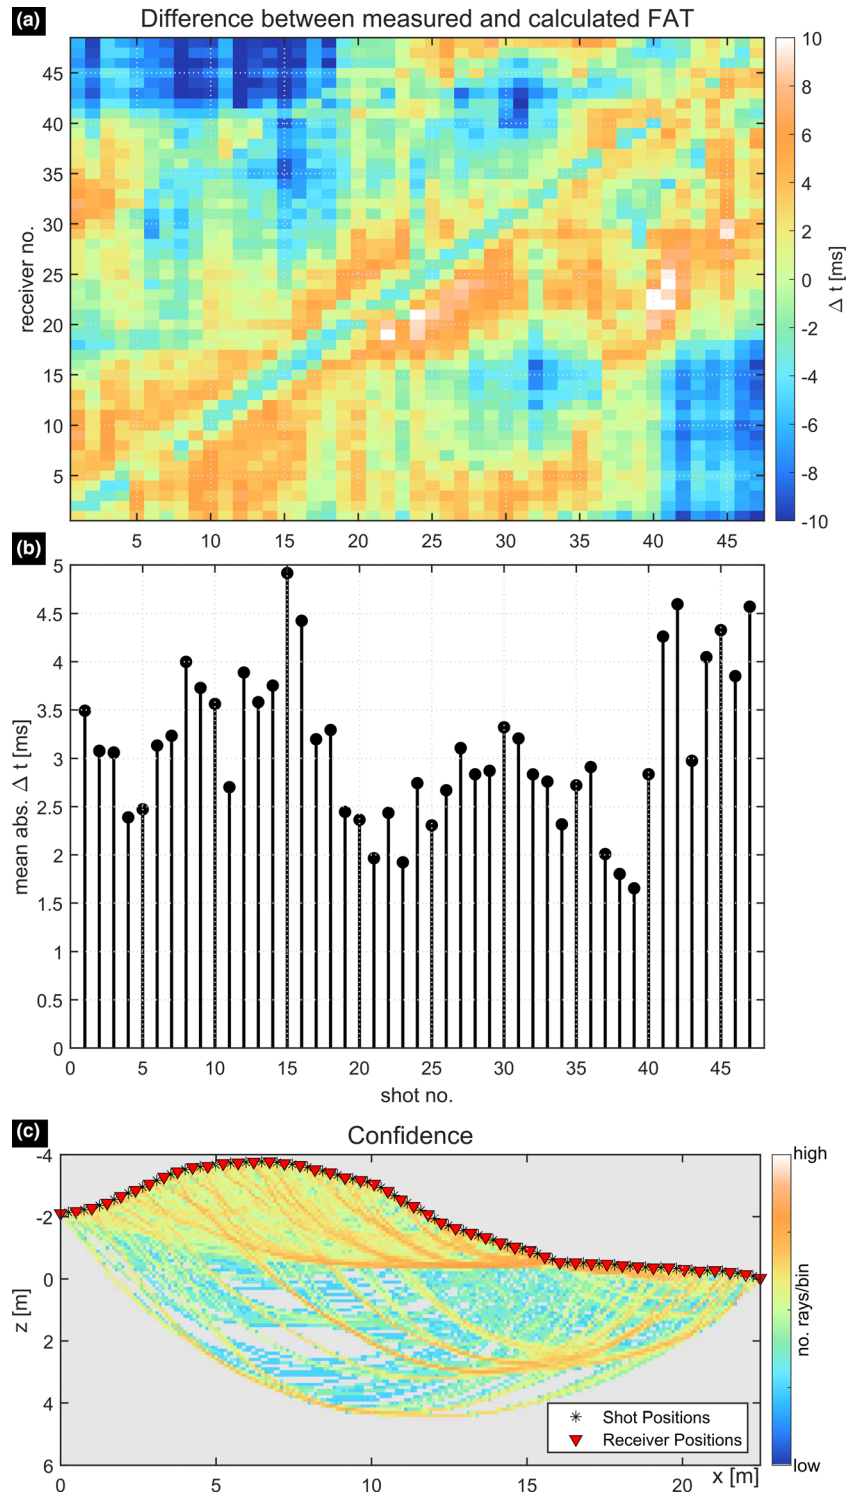 (a)
Difference between measured and calculated FAT
receiver no.
45
40
35
30
25
20
15
10
5
5 10 15 20 25 30 35 40 45
10
8
6
4
2
0
-2
-4
-6
-8
-10
Δ t [ms]
(b)
mean abs. Δ t [ms]
5
4.5
4
3.5
3
2.5
2
1.5
1
0.5
0
0 5 10 15 20 25 30 35 40 45
shot no.
(c)
Confidence
z [m]
-4
-2
0
2
4
6
0 5 10 15 20
x [m]
Shot Positions
Receiver Positions
high
no. rays/bin
low